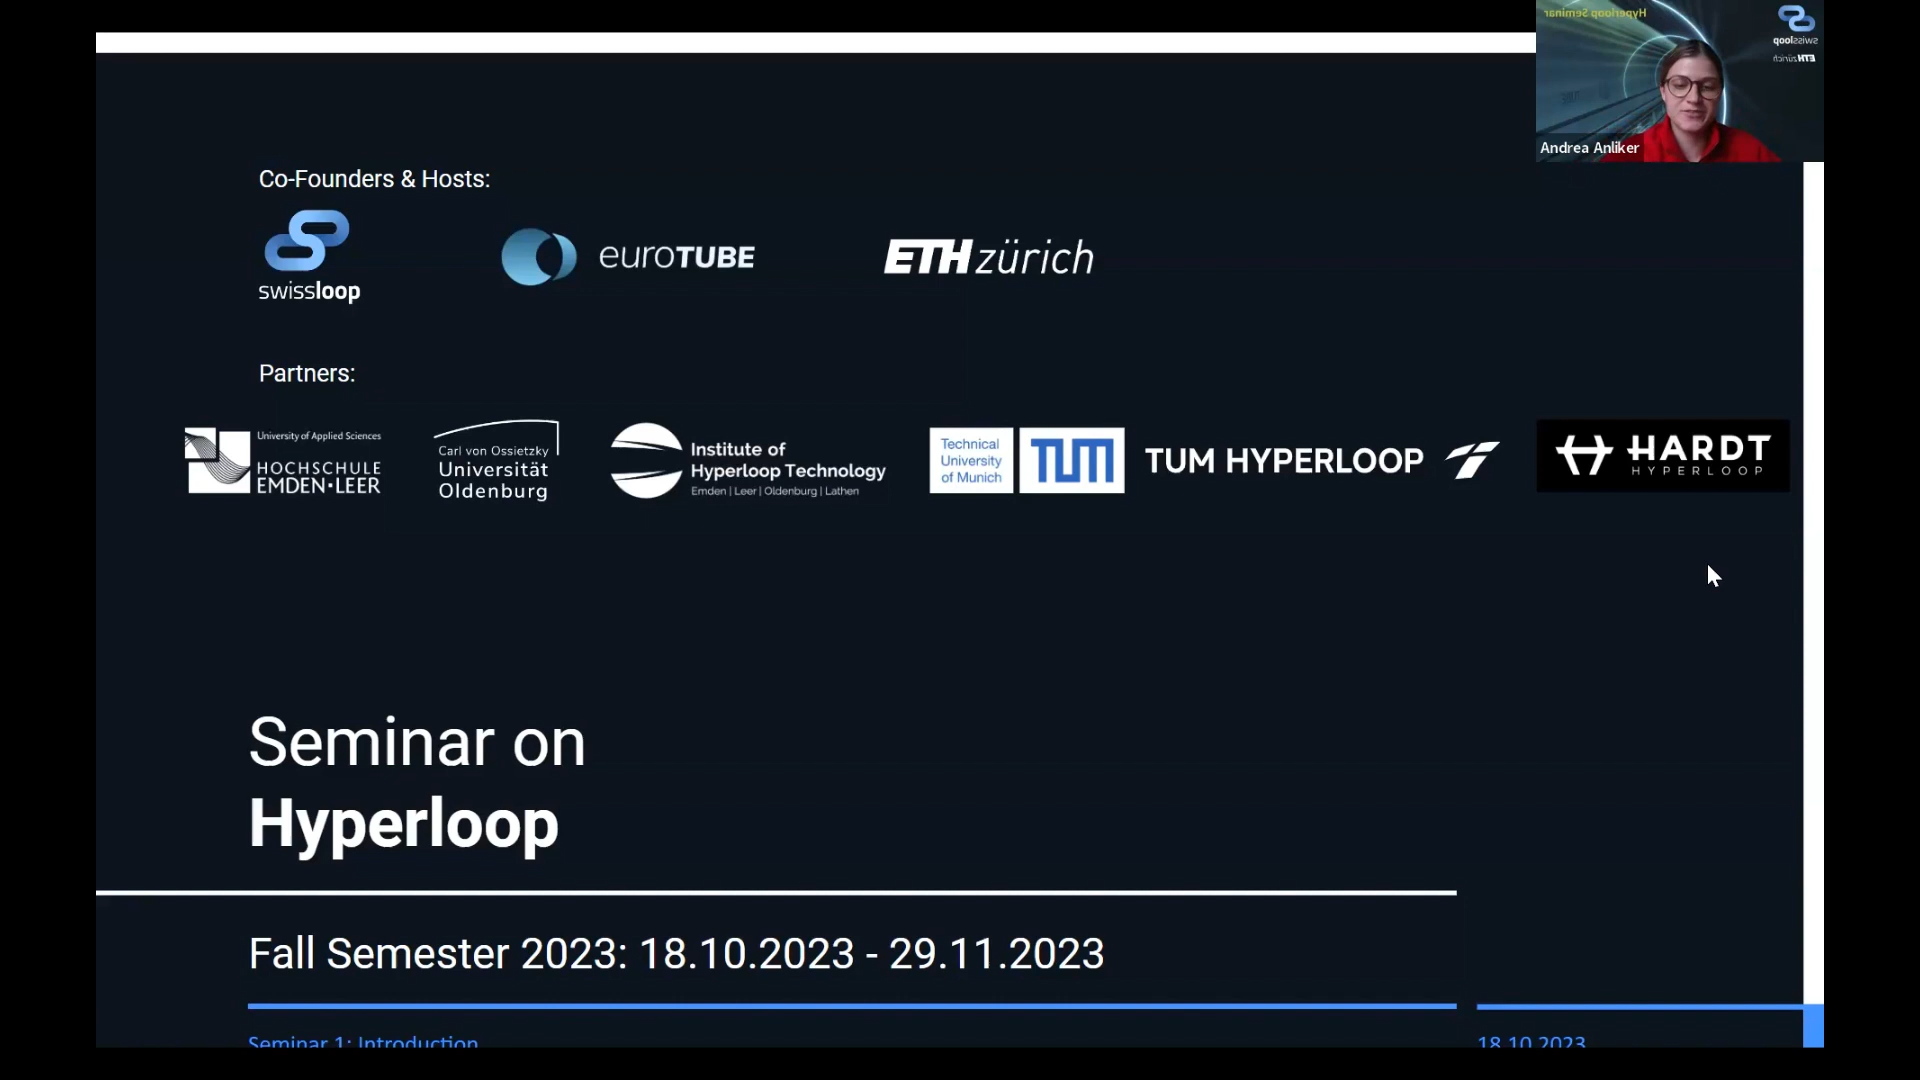 Hyperloop Seminar
swissloop
ETHzürich
Andrea Anliker
Co-Founders & Hosts:
swissloop
euroTUBE
ETHzürich
Partners:
University of Applied Sciences
HOCHSCHULE
EMDEN•LEER
Carl von Ossietzky
Universität
Oldenburg
Institute of
Hyperloop Technology
Emden | Leer | Oldenburg | Lathen
Technical
University
of Munich
TUM
TUM HYPERLOOP
HARDT
HYPERLOOP
Seminar on
Hyperloop
Fall Semester 2023: 18.10.2023 - 29.11.2023
Seminar 1: Introduction
18.10.2023